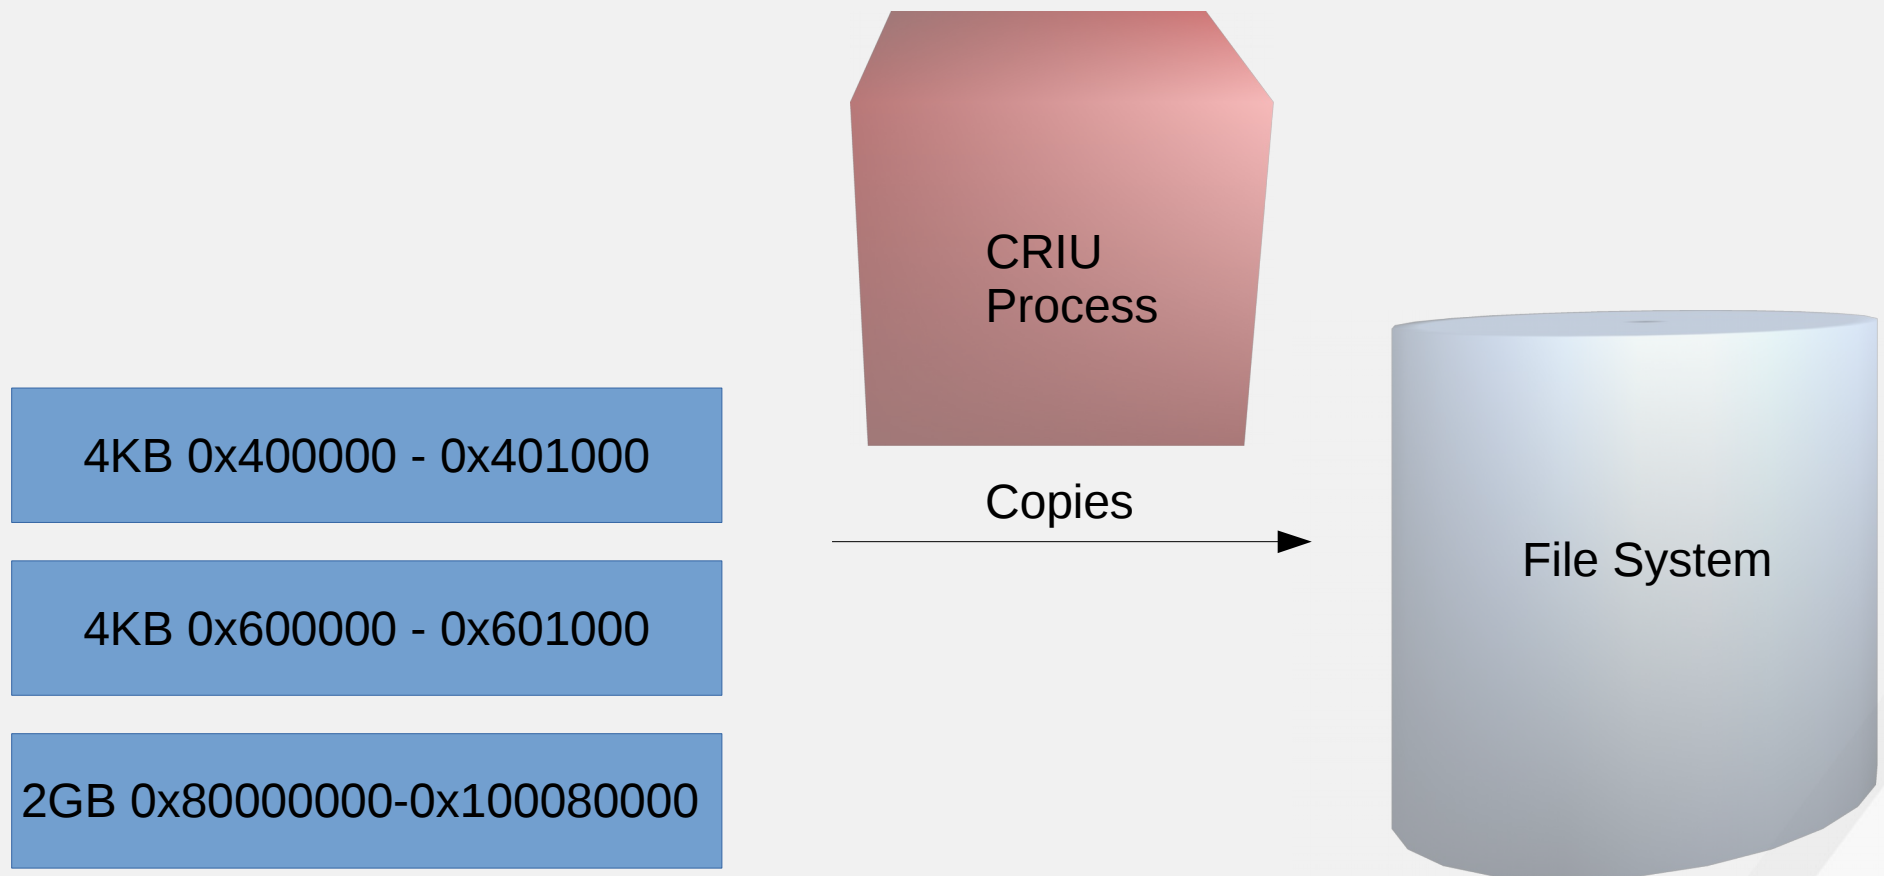 CRIU
Process
4KB 0x400000 - 0x401000
Copies
File System
4KB 0x600000 - 0x601000
2GB 0x80000000-0x100080000